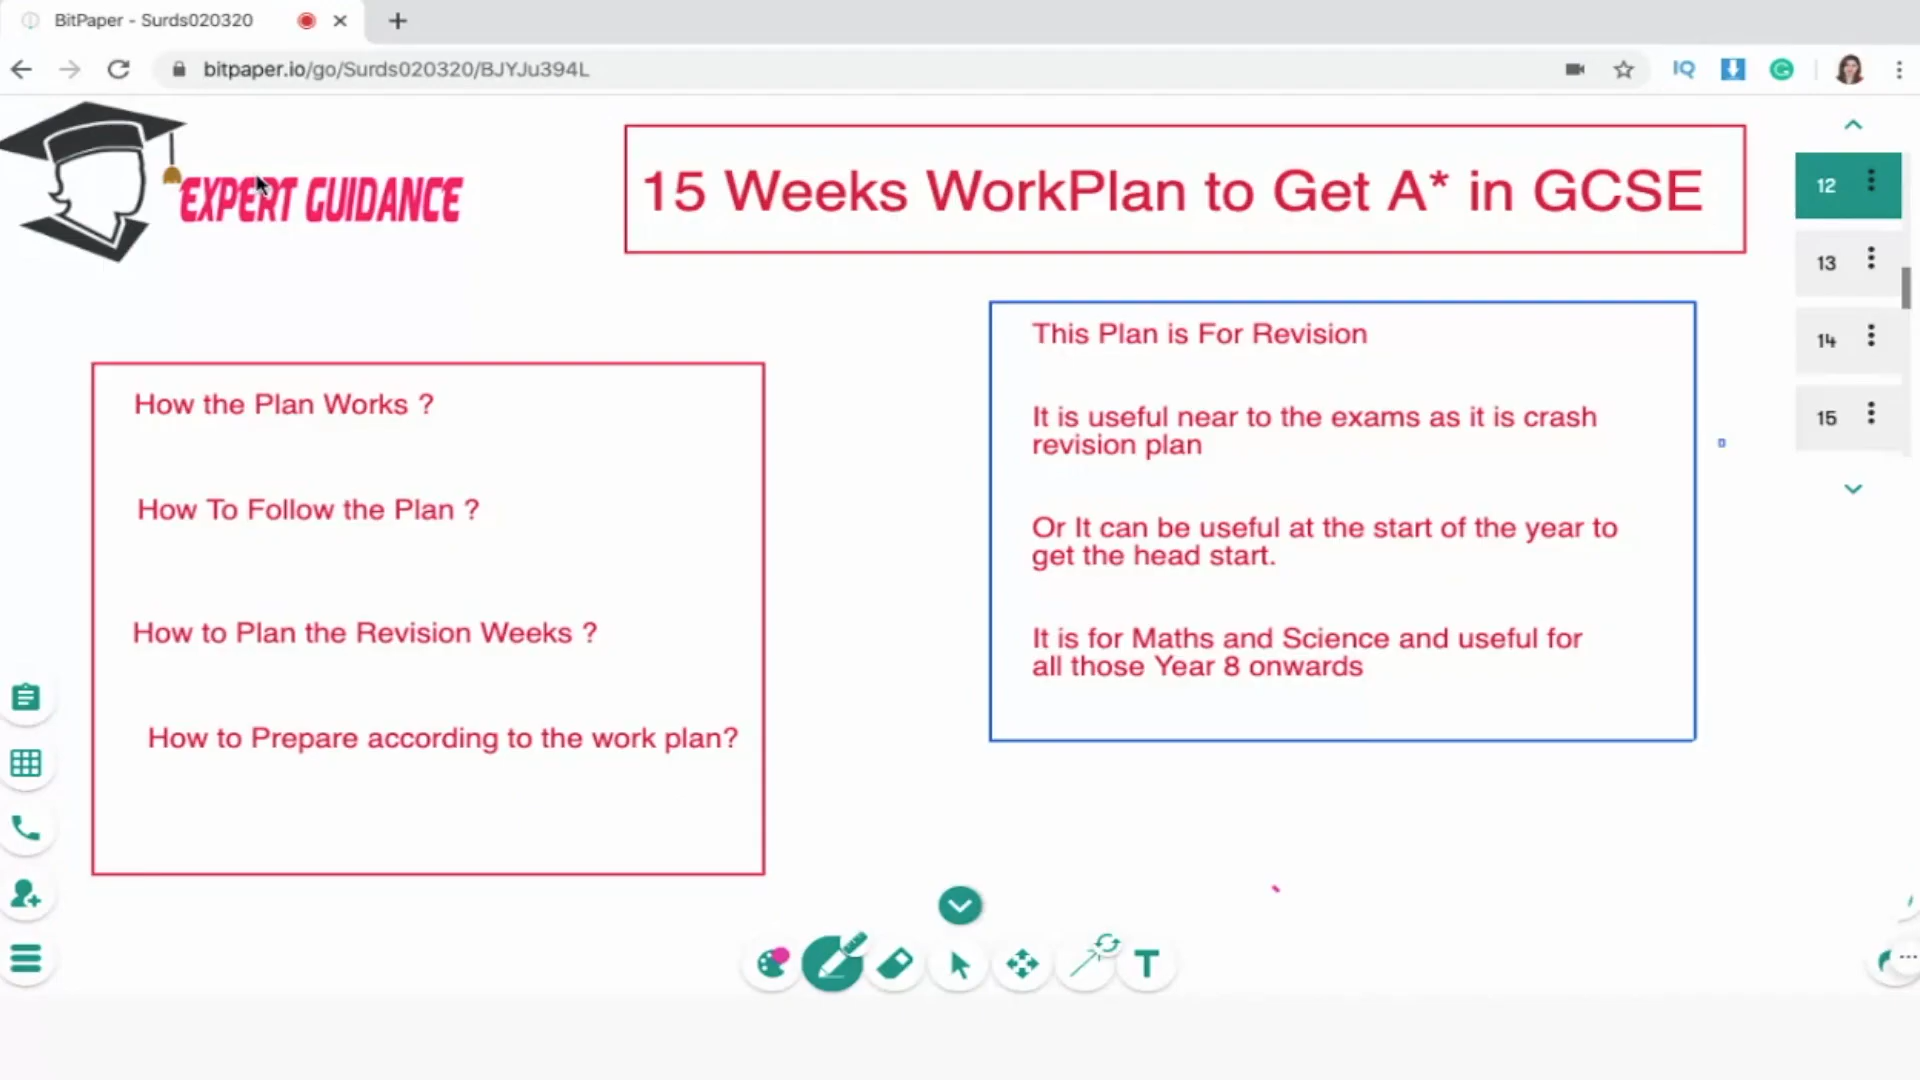 BitPaper - Surds020320
bitpaper.io/go/Surds020320/BJYJu394L
IQ
EXPERT GUIDANCE
15 Weeks WorkPlan to Get A* in GCSE
12
13
14
15
This Plan is For Revision
It is useful near to the exams as it is crash
revision plan
Or It can be useful at the start of the year to
get the head start.
It is for Maths and Science and useful for
all those Year 8 onwards
How the Plan Works ?
How To Follow the Plan ?
How to Plan the Revision Weeks ?
How to Prepare according to the work plan?
T